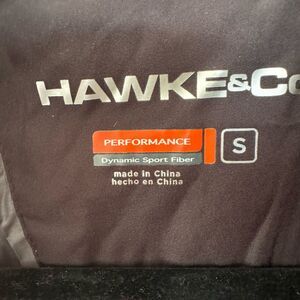 HAWKE&Co
PERFORMANCE
Dynamic Sport Fiber
S
made in China
hecho en China